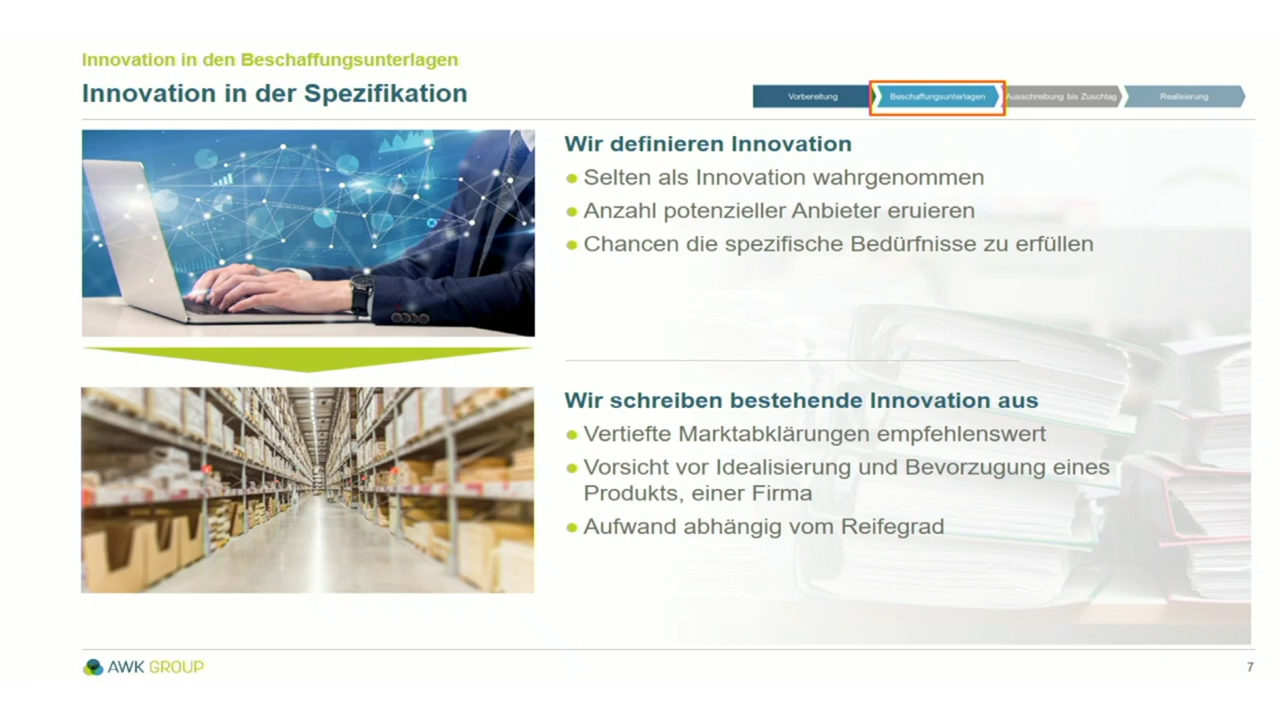 Innovation in den Beschaffungsunterlagen
Innovation in der Spezifikation
Vorbereitung
Beschaffungsunterlagen
Ausschreibung bis Zuschlag
Realisierung
Wir definieren Innovation
Selten als Innovation wahrgenommen
Anzahl potenzieller Anbieter eruieren
Chancen die spezifische Bedürfnisse zu erfüllen
Wir schreiben bestehende Innovation aus
Vertiefte Marktabklärungen empfehlenswert
Vorsicht vor Idealisierung und Bevorzugung eines
Produkts, einer Firma
Aufwand abhängig vom Reifegrad
AWK GROUP
7